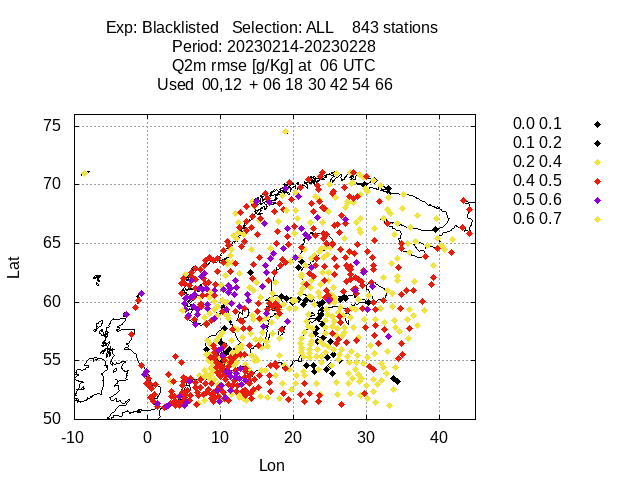 Exp: Blacklisted Selection: ALL 843 stations
Period: 20230214-20230228
Q2m rmse [g/Kg] at 06 UTC
Used 00,12 + 06 18 30 42 54 66
75
70
65
60
55
50
Lat
-10 0 10 20 30 40
Lon
0.0 0.1
0.1 0.2
0.2 0.4
0.4 0.5
0.5 0.6
0.6 0.7